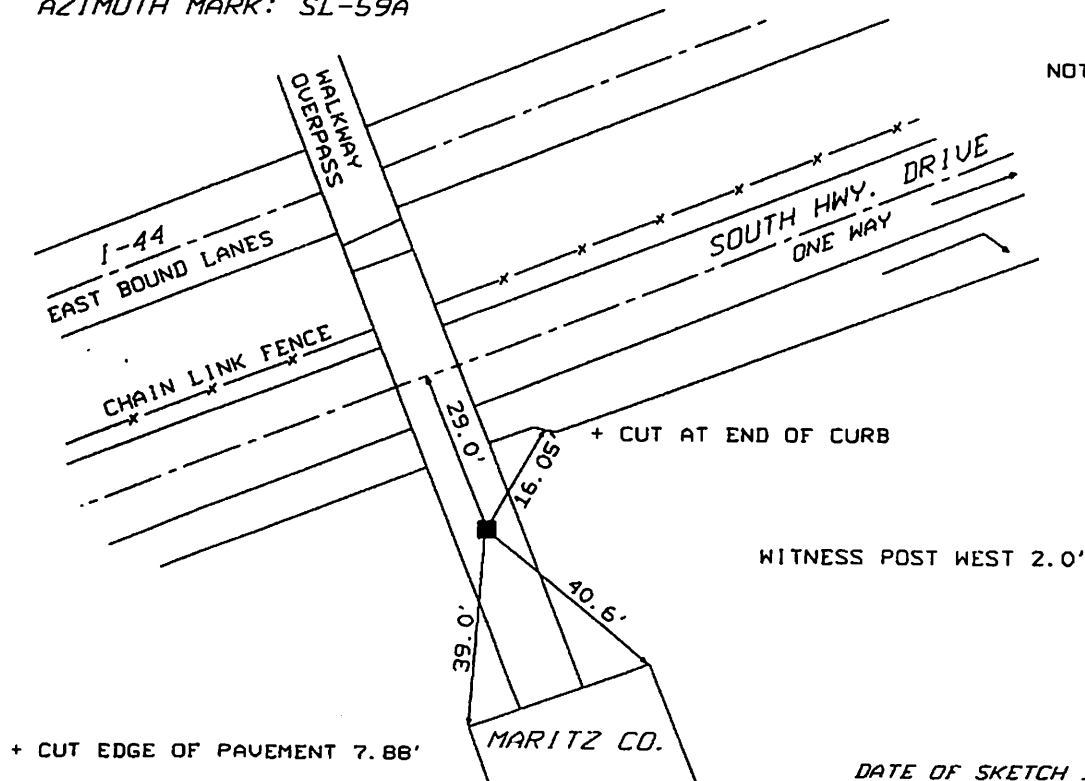 AZIMUTH MARK: SL-59A
NOT
WALKWAY
OVERPASS
I-44
EAST BOUND LANES
SOUTH HWY. DRIVE
ONE WAY
CHAIN LINK FENCE
29.0'
+ CUT AT END OF CURB
16.05'
WITNESS POST WEST 2.0'
40.6'
39.0'
+ CUT EDGE OF PAVEMENT 7.88'
MARITZ CO.
DATE OF SKETCH